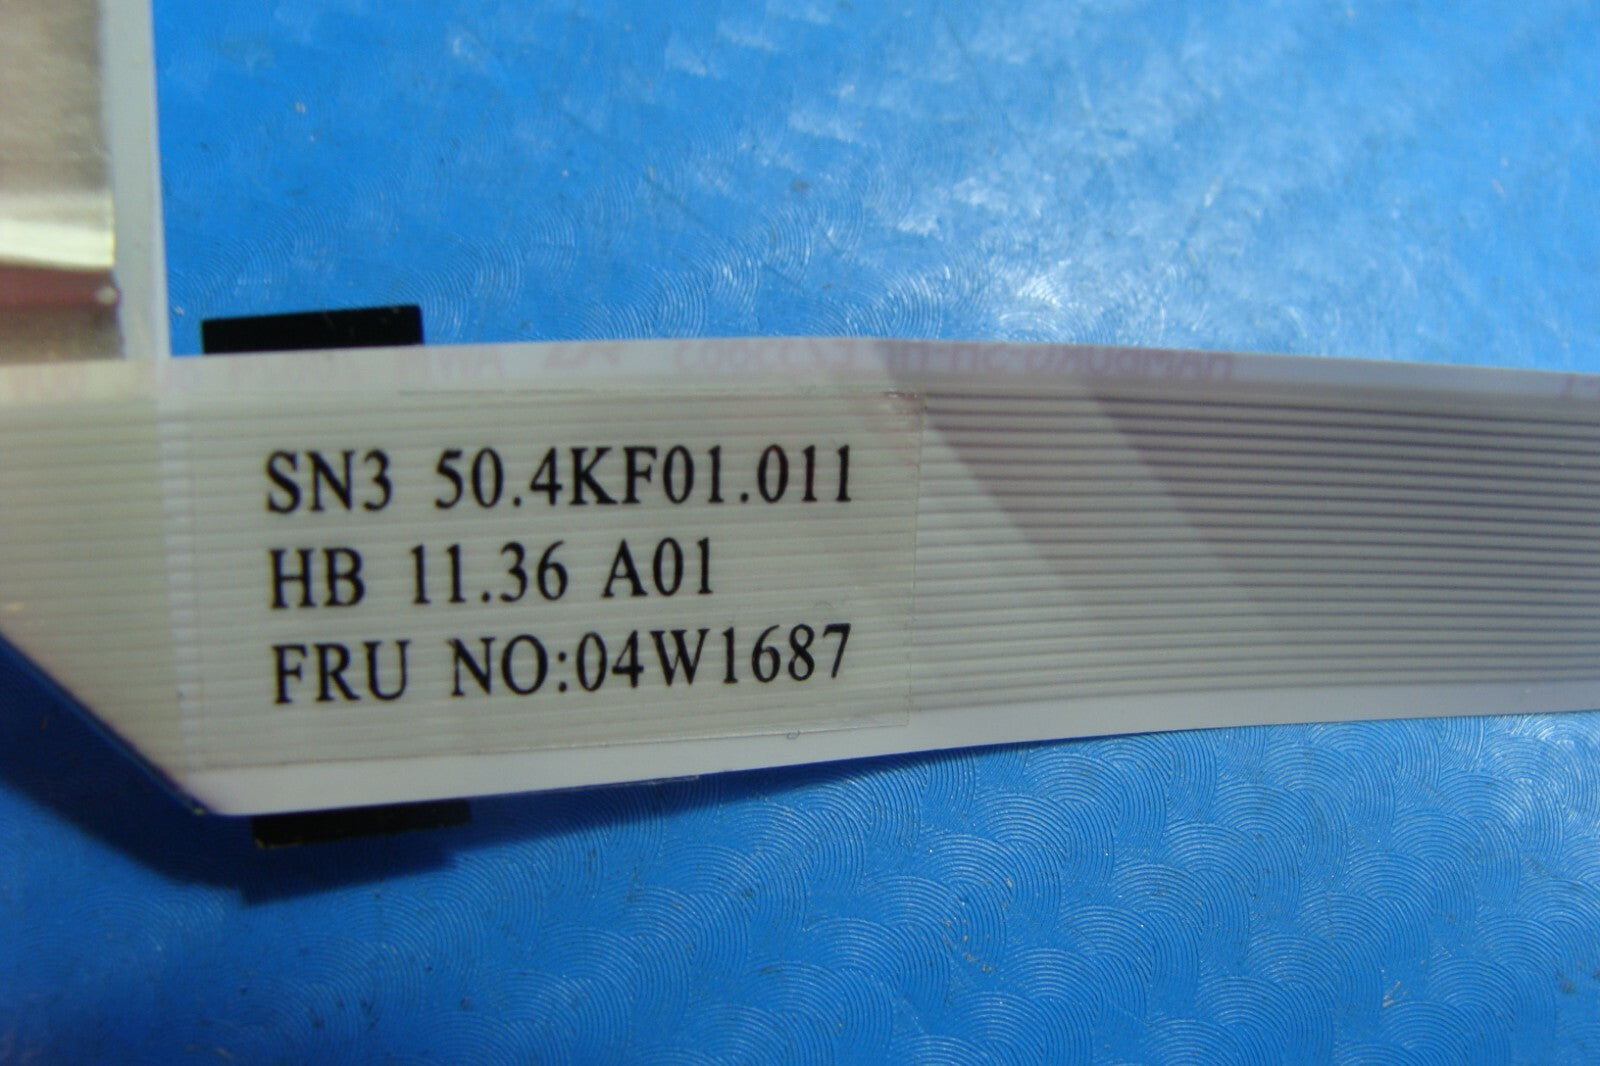 SN3 50.4KF01.011
HB 11.36 A01
FRU NO:04W1687